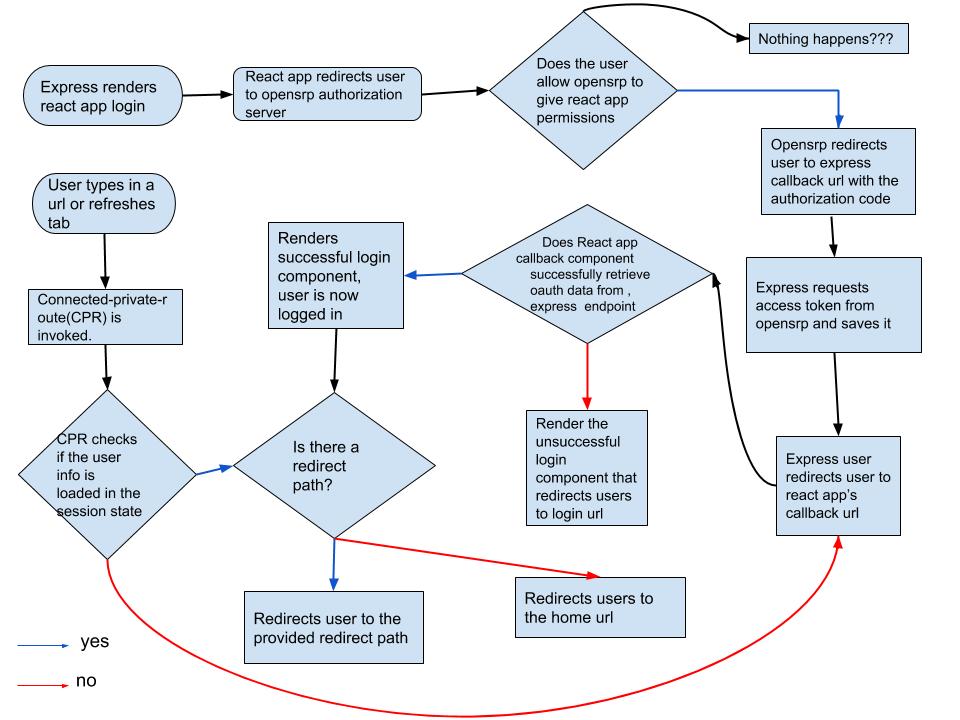 Express renders
react app login
React app redirects user
to opensrp authorization
server
Does the user
allow opensrp to
give react app
permissions
Nothing happens???
Opensrp redirects
user to express
callback url with the
authorization code
User types in a
url or refreshes
tab
Renders
successful login
component,
user is now
logged in
Does React app
callback component
successfully retrieve
oauth data from ,
express endpoint
Express requests
access token from
opensrp and saves it
Connected-private-r
oute(CPR) is
invoked.
CPR checks
if the user
info is
loaded in the
session state
Is there a
redirect
path?
Render the
unsuccessful
login
component that
redirects users
to login url
Express user
redirects user to
react app's
callback url
Redirect user to the
provided redirect path
Redirects users to
the home url
yes
no